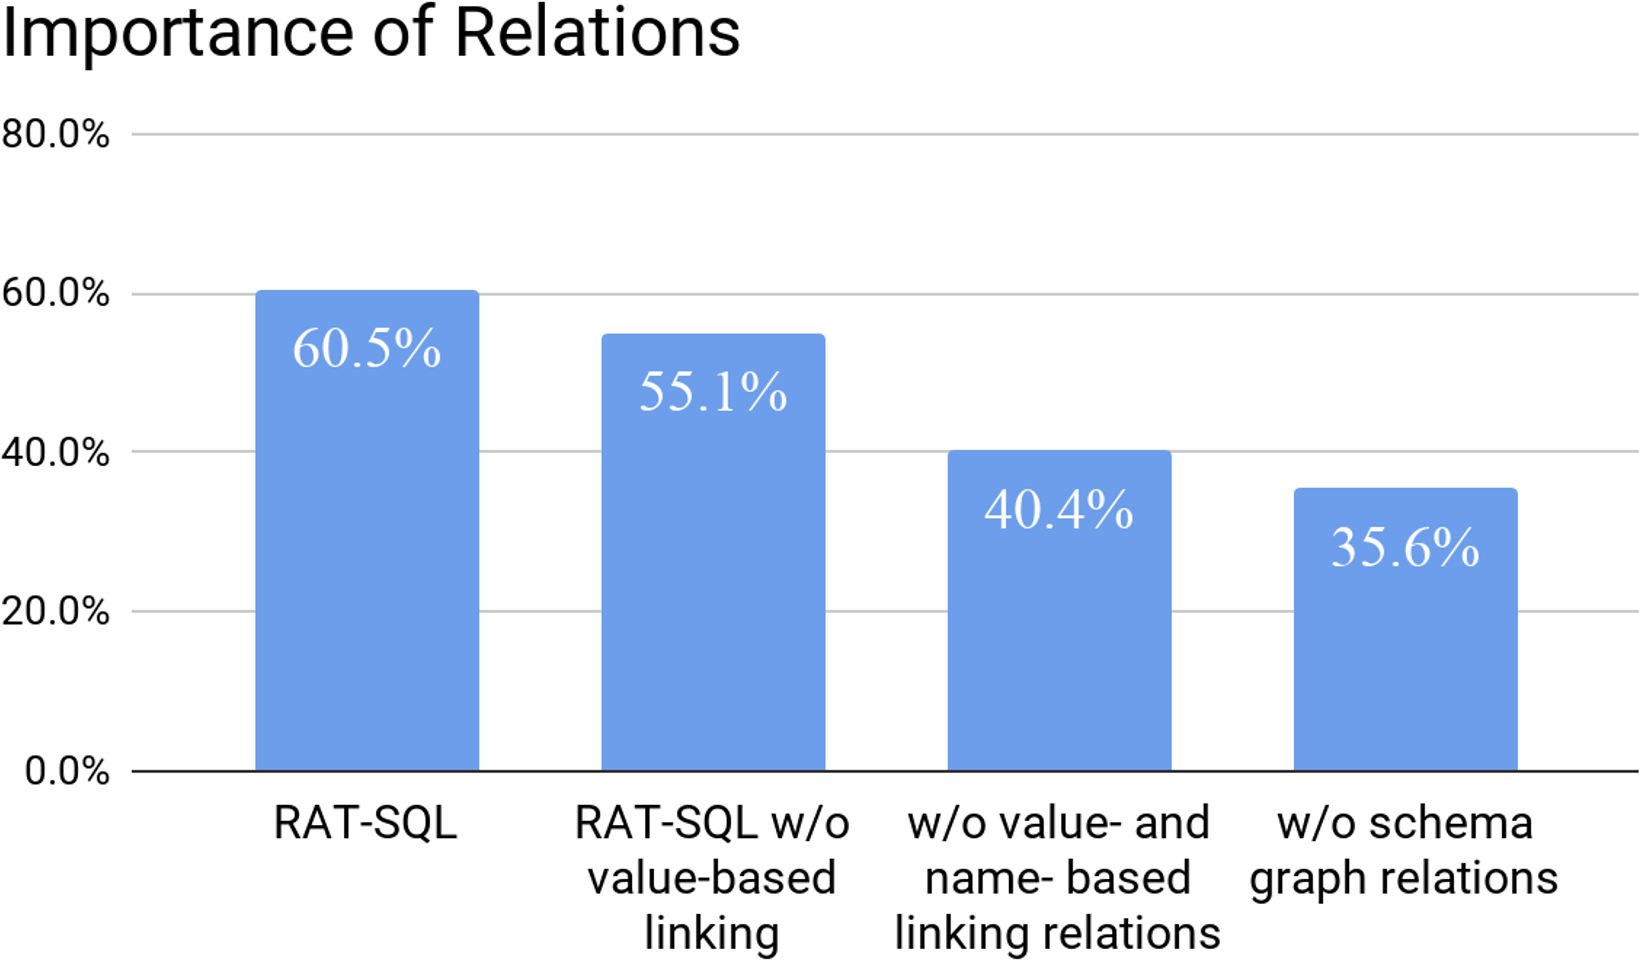 Importance of Relations
80.0%
60.0%
40.0%
20.0%
0.0%
60.5%
55.1%
40.4%
35.6%
RAT-SQL
RAT-SQL w/o
value-based
linking
w/o value- and
name- based
linking relations
w/o schema
graph relations